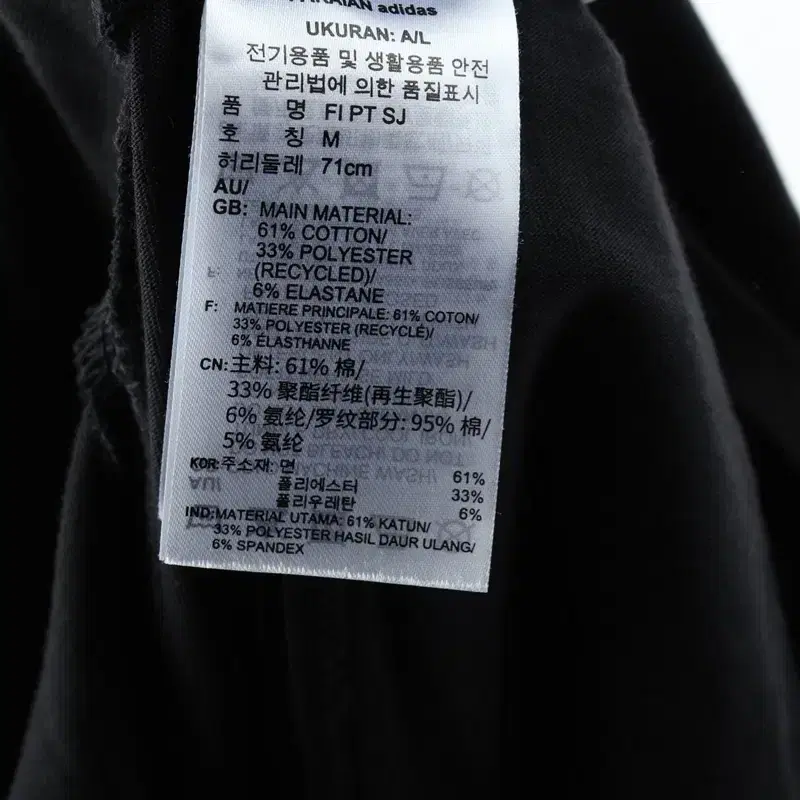 PAKAIAN adidas
UKURAN: A/L
전기용품 및 생활용품 안전
관리법에 의한 품질표시
품 명 FI PT SJ
호 칭 M
허리둘레 71cm
AU/
GB: MAIN MATERIAL:
61% COTTON/
33% POLYESTER
(RECYCLED)/
6% ELASTANE
F: MATIERE PRINCIPALE: 61% COTON/
33% POLYESTER (RECYCLÉ)/
6% ÉLASTHANNE
CN: 主料: 61% 棉/
33% 聚酯纤维(再生聚酯)/
6% 氨纶/罗纹部分: 95% 棉/
5% 氨纶
KOR: 주소재: 면 61%
폴리에스터 33%
폴리우레탄 6%
IND: MATERIAL UTAMA: 61% KATUN/
33% POLYESTER HASIL DAUR ULANG/
6% SPANDEX